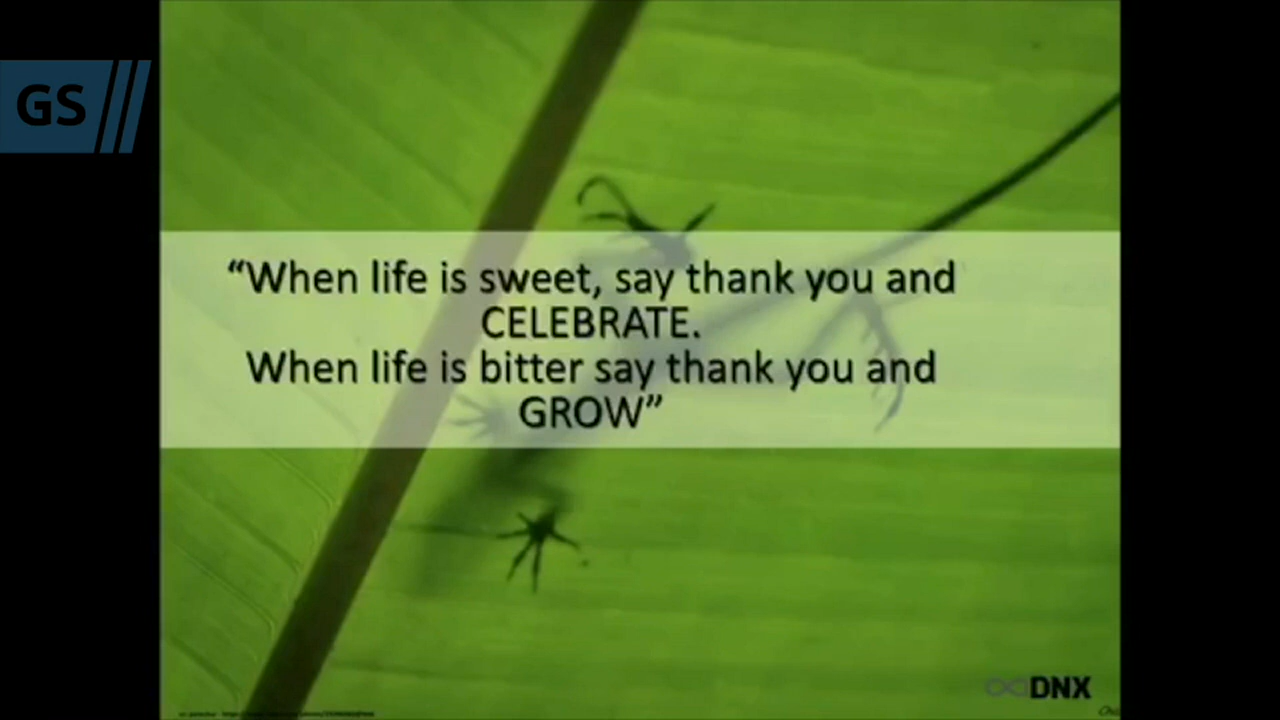 GS
“When life is sweet, say thank you and
CELEBRATE.
When life is bitter say thank you and
GROW”
DNX